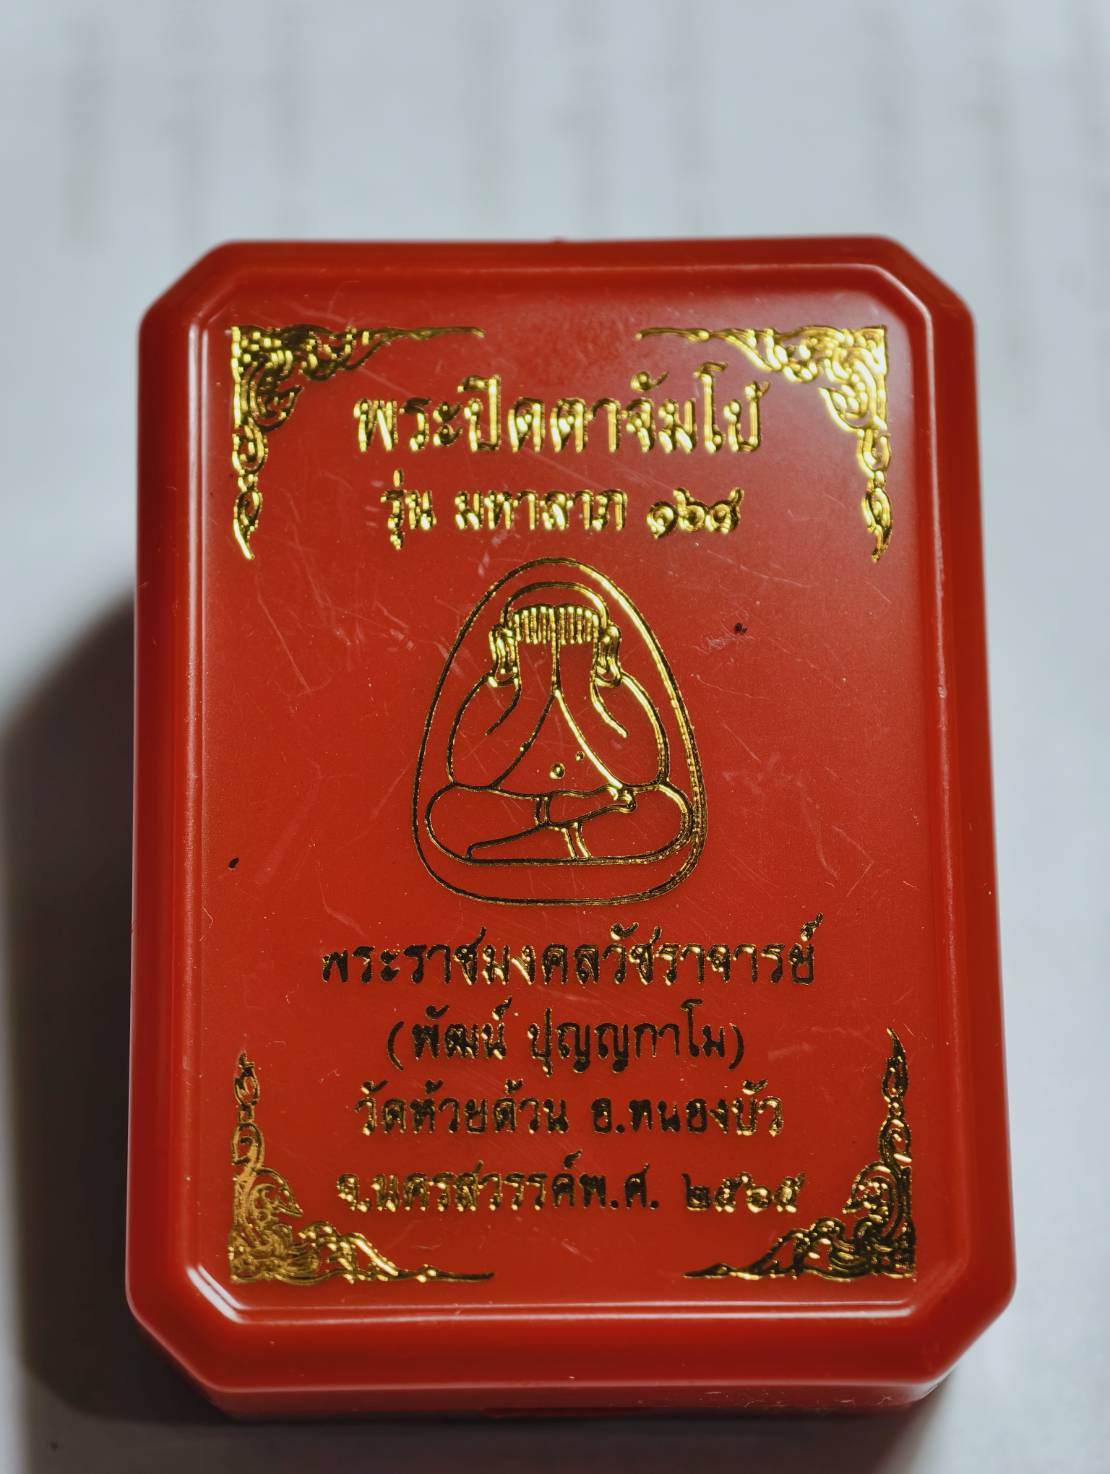 พระปิดตาจัมโบ้
รุ่น มหาลาภ ๑๖๙
พระราชมงคลวัชราจารย์
(พัฒน์ ปุญญกาโม)
วัดห้วยด้วน อ.หนองบัว
จ.นครสวรรค์พ.ศ. ๒๕๖๕